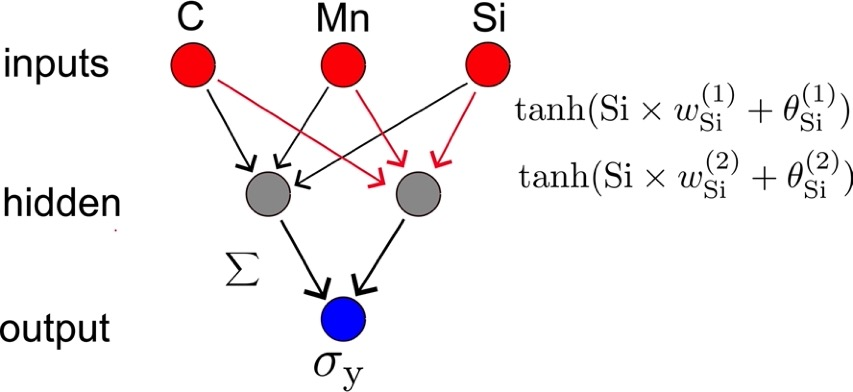 C Mn Si
inputs
tanh(Si × w_Si^(1) + θ_Si^(1))
tanh(Si × w_Si^(2) + θ_Si^(2))
hidden
Σ
output
σ_y